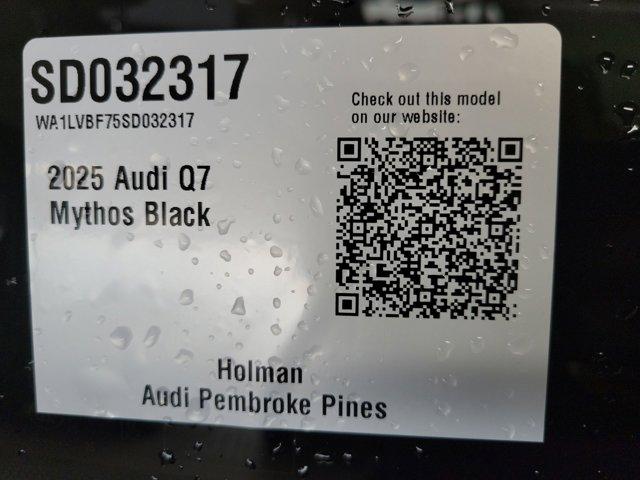 SD032317
WA1LVBF75SD032317
2025 Audi Q7
Mythos Black
Check out this model
on our website:
Holman
Audi Pembroke Pines